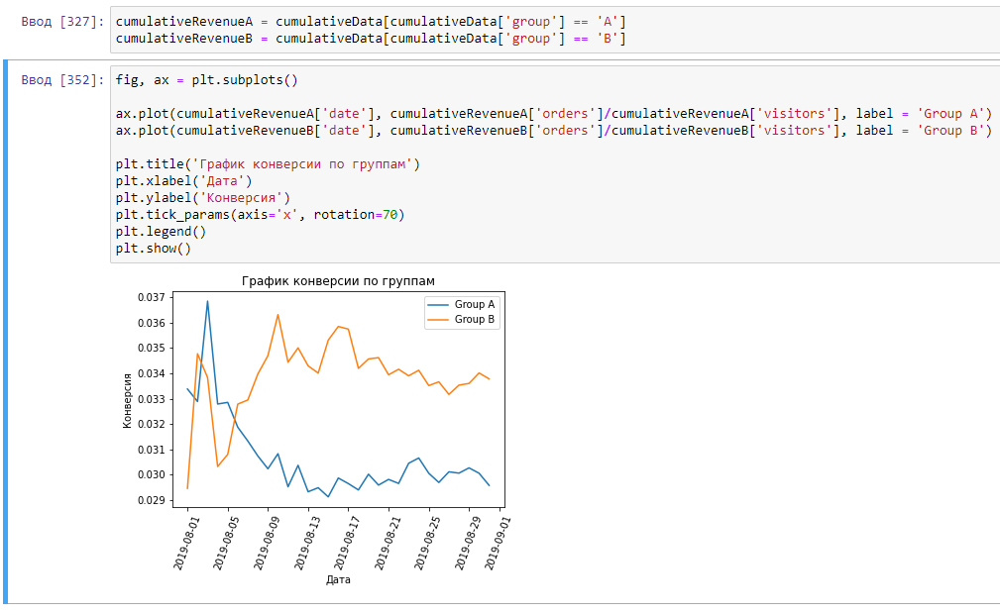 Ввод [327]: cumulativeRevenueA = cumulativeData[cumulativeData['group'] == 'A']
cumulativeRevenueB = cumulativeData[cumulativeData['group'] == 'B']
Ввод [352]: fig, ax = plt.subplots()
ax.plot(cumulativeRevenueA['date'], cumulativeRevenueA['orders']/cumulativeRevenueA['visitors'], label = 'Group A')
ax.plot(cumulativeRevenueB['date'], cumulativeRevenueB['orders']/cumulativeRevenueB['visitors'], label = 'Group B')
plt.title('График конверсии по группам')
plt.xlabel('Дата')
plt.ylabel('Конверсия')
plt.tick_params(axis='x', rotation=70)
plt.legend()
plt.show()
График конверсии по группам
Group A
Group B
Конверсия
0.037
0.036
0.035
0.034
0.033
0.032
0.031
0.030
0.029
2019-08-01
2019-08-05
2019-08-09
2019-08-13
2019-08-17
2019-08-21
2019-08-25
2019-08-29
2019-09-01
Дата